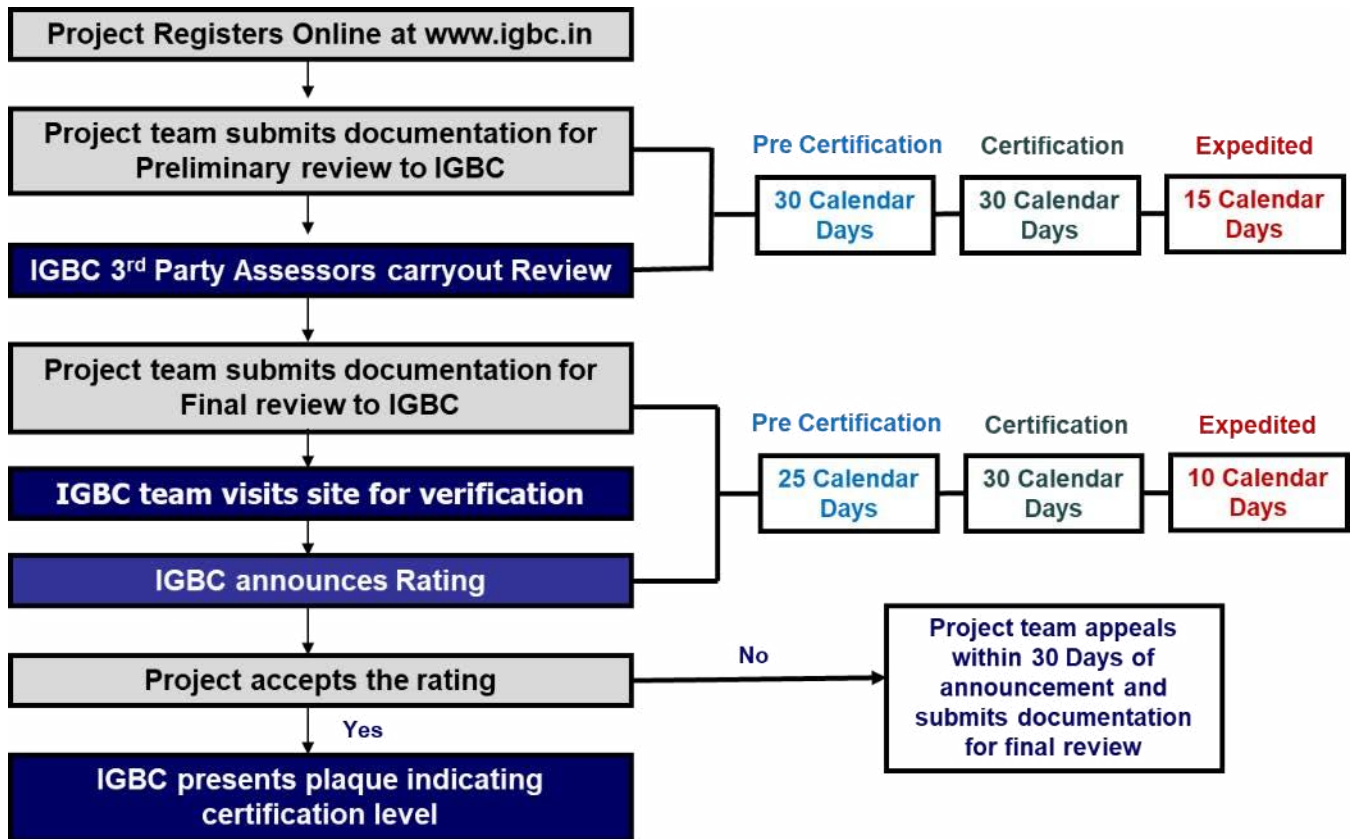 Project Registers Online at www.igbc.in
Project team submits documentation for
Preliminary review to IGBC
Pre Certification
Certification
Expedited
30 Calendar
Days
30 Calendar
Days
15 Calendar
Days
IGBC 3rd Party Assessors carryout Review
Project team submits documentation for
Final review to IGBC
Pre Certification
Certification
Expedited
25 Calendar
Days
30 Calendar
Days
10 Calendar
Days
IGBC team visits site for verification
IGBC announces Rating
Project accepts the rating
No
Project team appeals
within 30 Days of
announcement and
submits documentation
for final review
Yes
IGBC presents plaque indicating
certification level